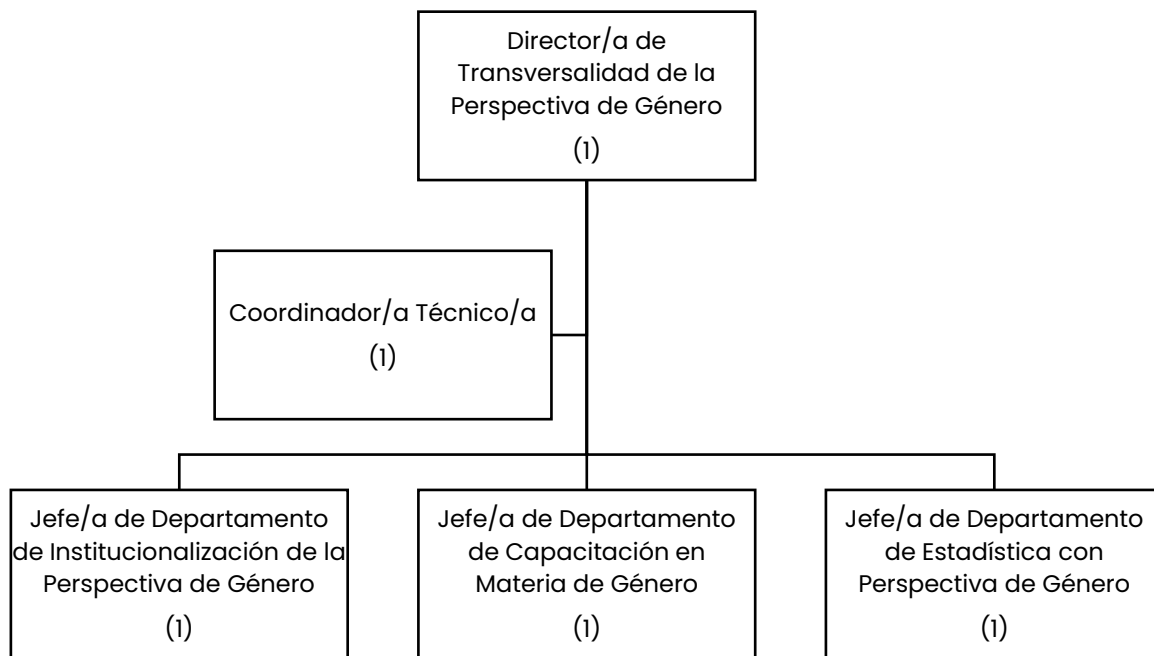 Director/a de
Transversalidad de la
Perspectiva de Género
(1)
Coordinador/a Técnico/a
(1)
Jefe/a de Departamento
de Institucionalización de la
Perspectiva de Género
(1)
Jefe/a de Departamento
de Capacitación en
Materia de Género
(1)
Jefe/a de Departamento
de Estadística con
Perspectiva de Género
(1)